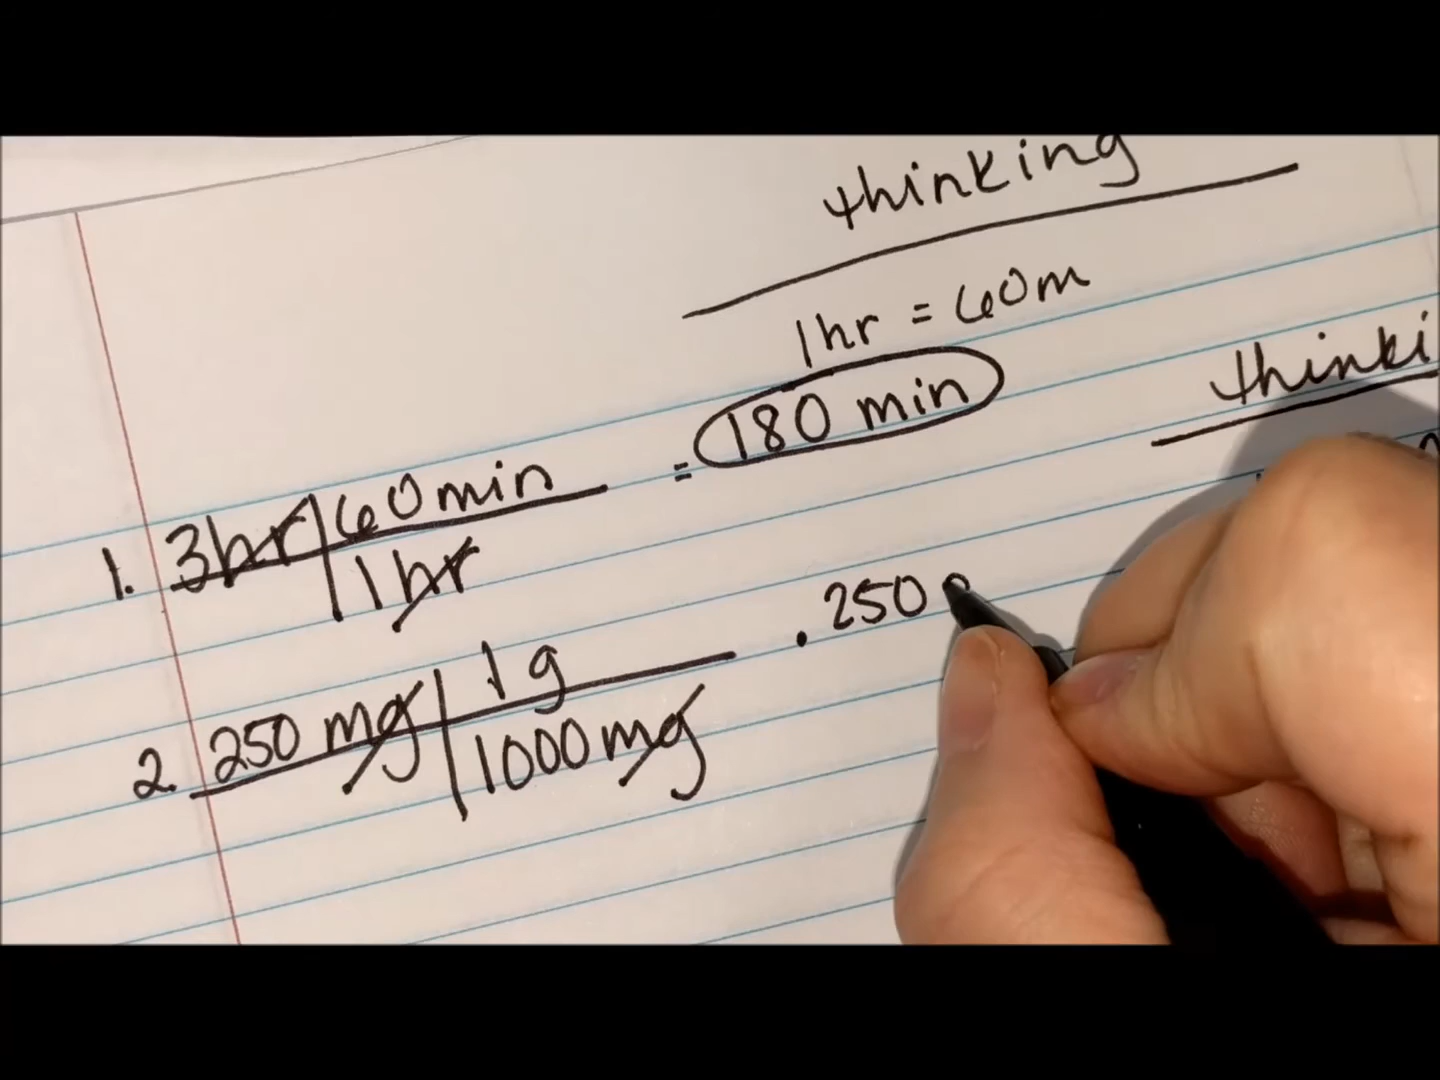 thinking
1hr = 60m
thinki
180 min
=
1. 3hr 60min
1hr
.250
1g
2. 250 mg
1000mg